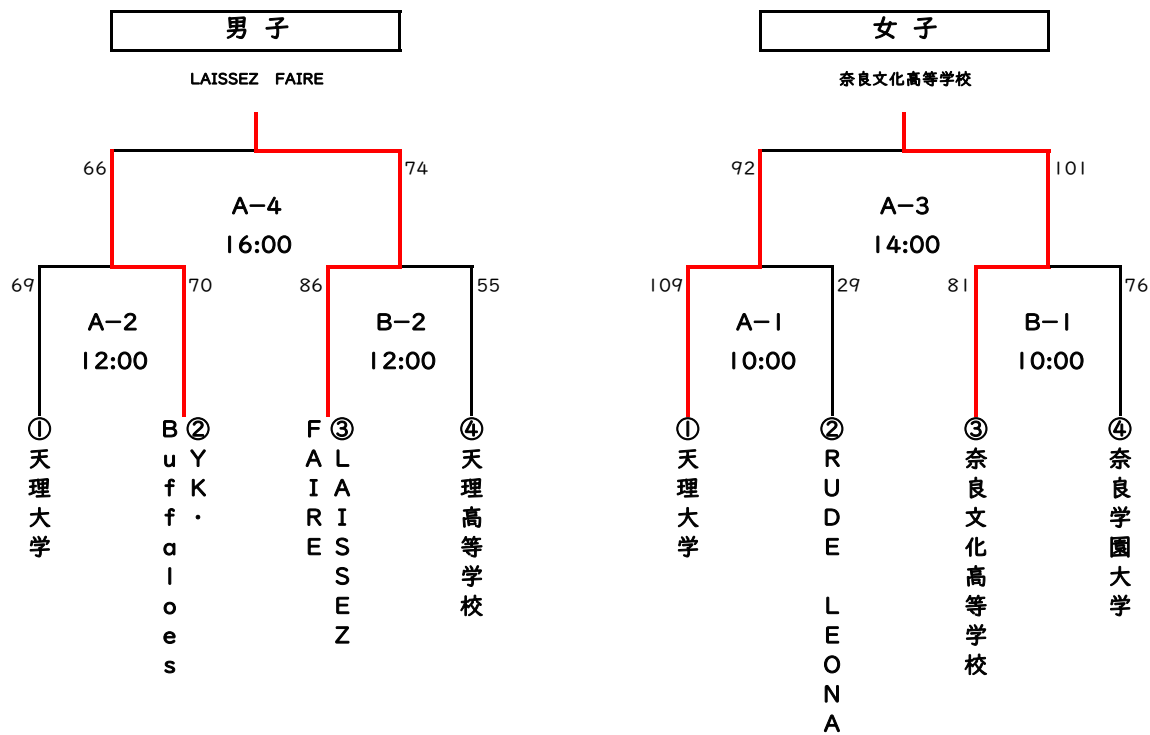 男 子
LAISSEZ FAIRE
66
74
A-4
16:00
69
70
86
55
A-2
12:00
B-2
12:00
①天理大学
②YK・
Buffaloes
③LAISSEZ
FAIRE
④天理高等学校
女 子
奈良文化高等学校
92
101
A-3
14:00
109
29
81
76
A-1
10:00
B-1
10:00
①天理大学
②RUDE LEONA
③奈良文化高等学校
④奈良学園大学